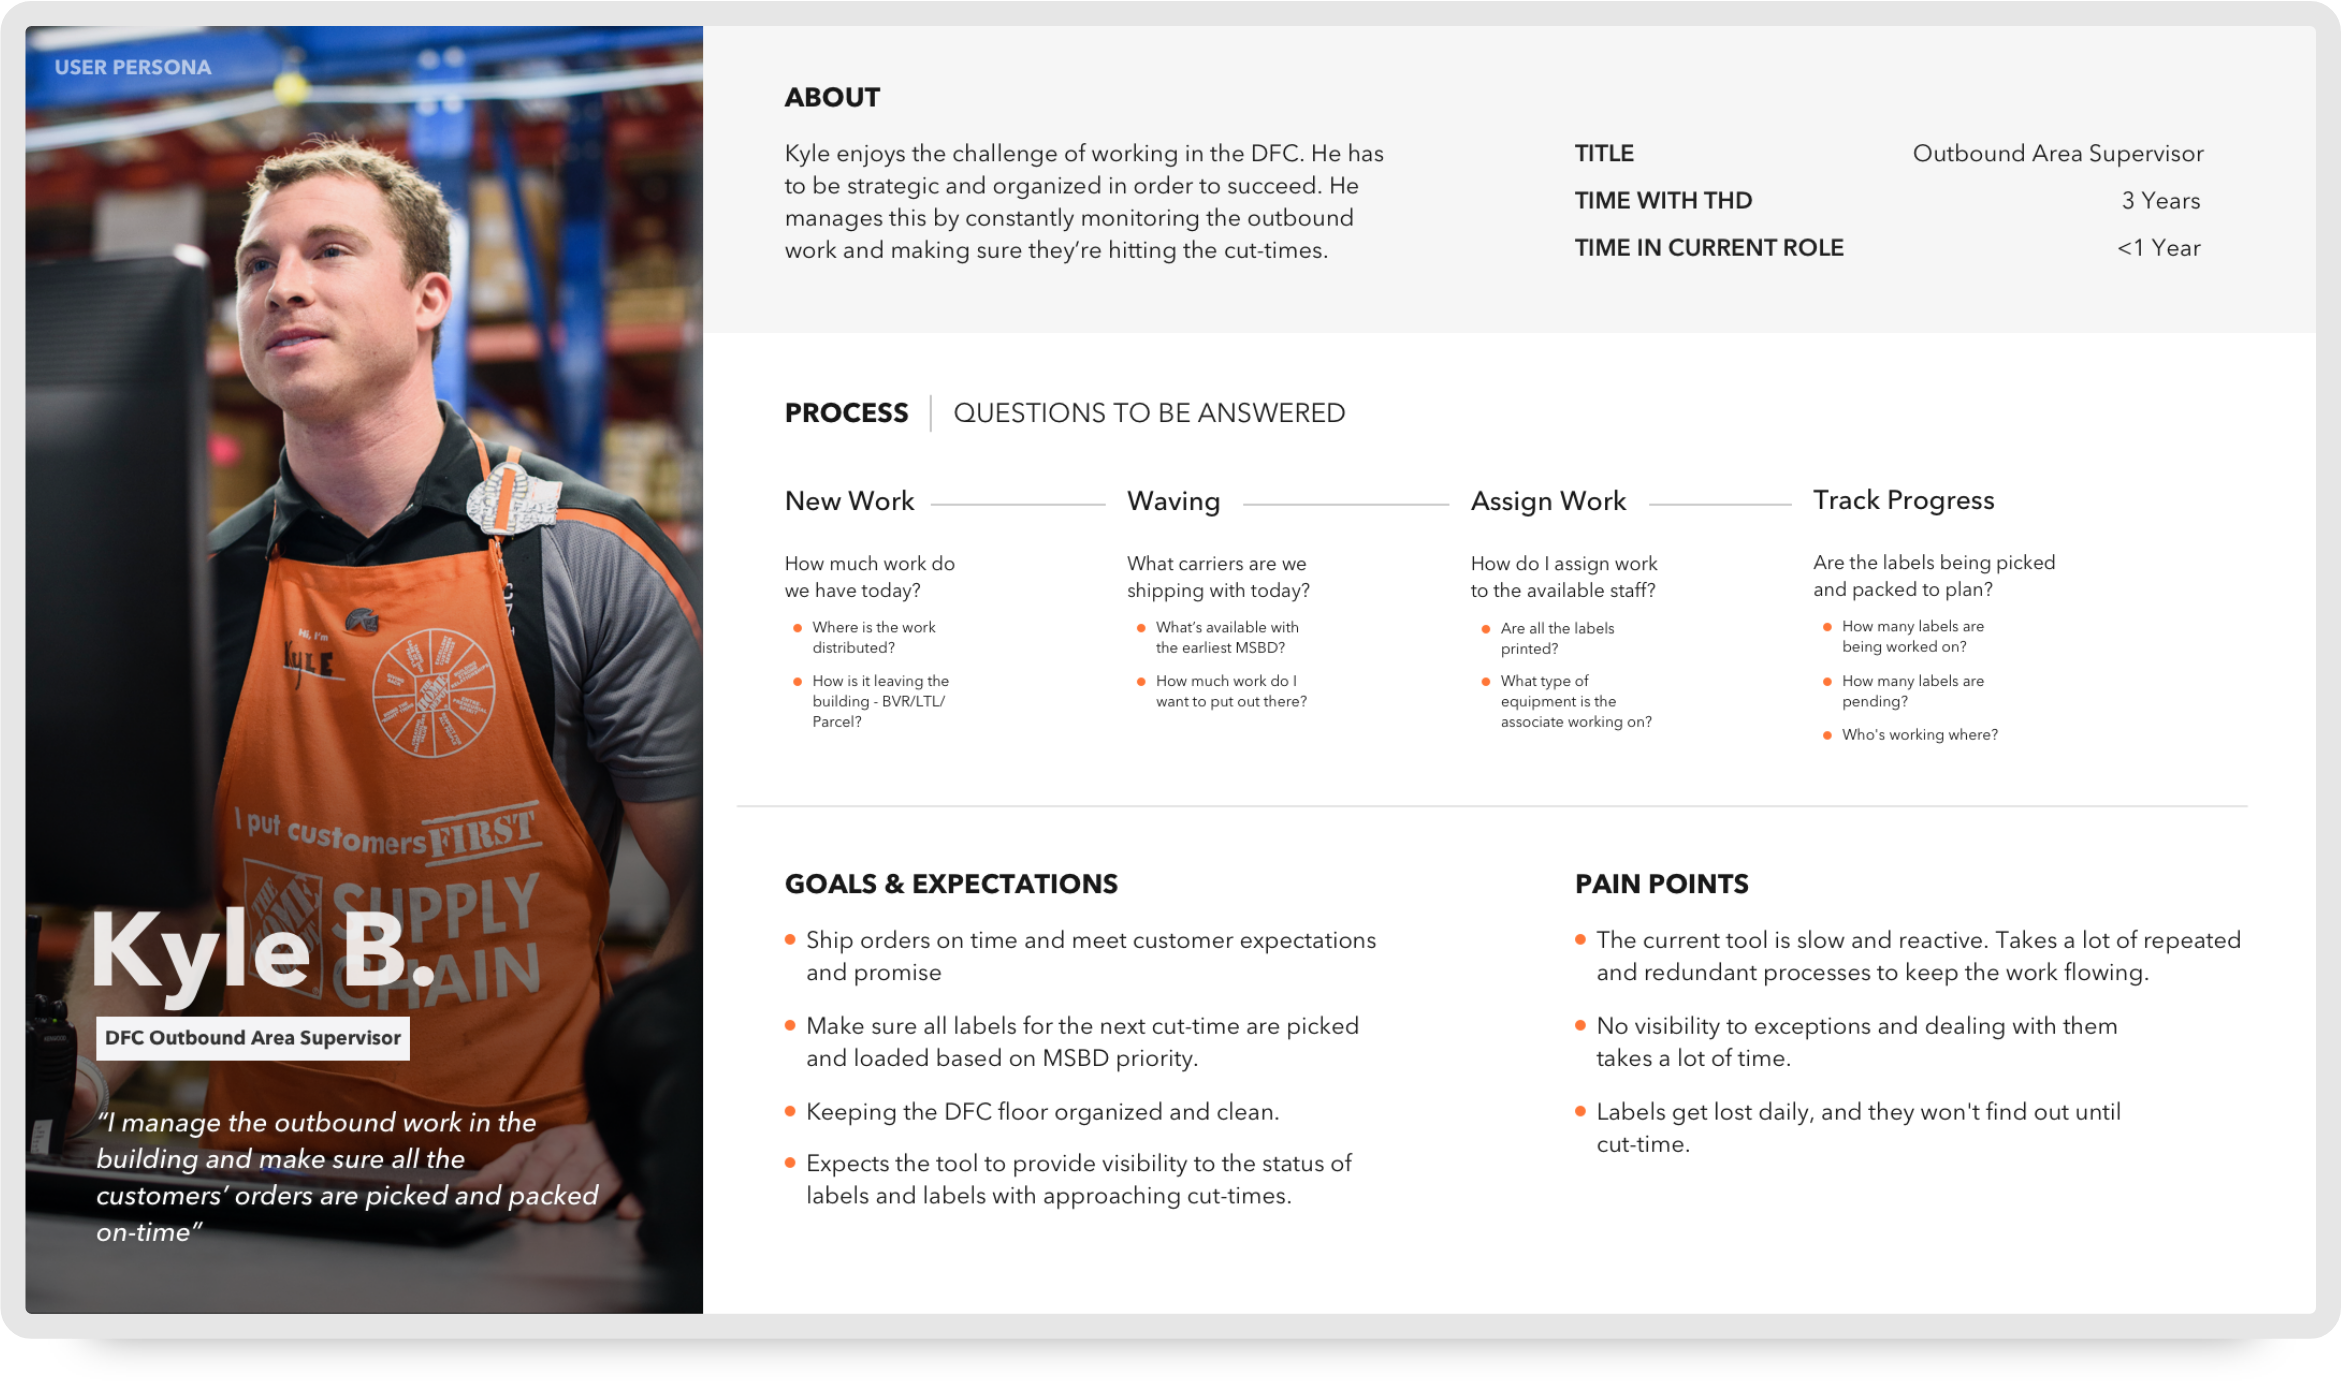 USER PERSONA
Hi, I'm
KYLE
I put customers FIRST
THE
HOME
SUPPLY
CHAIN
Kyle B.
DFC Outbound Area Supervisor
“I manage the outbound work in the
building and make sure all the
customers’ orders are picked and packed
on-time”
ABOUT
Kyle enjoys the challenge of working in the DFC. He has
to be strategic and organized in order to succeed. He
manages this by constantly monitoring the outbound
work and making sure they’re hitting the cut-times.
TITLE Outbound Area Supervisor
TIME WITH THD 3 Years
TIME IN CURRENT ROLE <1 Year
PROCESS QUESTIONS TO BE ANSWERED
New Work
How much work do
we have today?
Where is the work
distributed?
How is it leaving the
building - BVR/LTL/
Parcel?
Waving
What carriers are we
shipping with today?
What’s available with
the earliest MSBD?
How much work do I
want to put out there?
Assign Work
How do I assign work
to the available staff?
Are all the labels
printed?
What type of
equipment is the
associate working on?
Track Progress
Are the labels being picked
and packed to plan?
How many labels are
being worked on?
How many labels are
pending?
Who's working where?
GOALS & EXPECTATIONS
Ship orders on time and meet customer expectations
and promise
Make sure all labels for the next cut-time are picked
and loaded based on MSBD priority.
Keeping the DFC floor organized and clean.
Expects the tool to provide visibility to the status of
labels and labels with approaching cut-times.
PAIN POINTS
The current tool is slow and reactive. Takes a lot of repeated
and redundant processes to keep the work flowing.
No visibility to exceptions and dealing with them
takes a lot of time.
Labels get lost daily, and they won't find out until
cut-time.